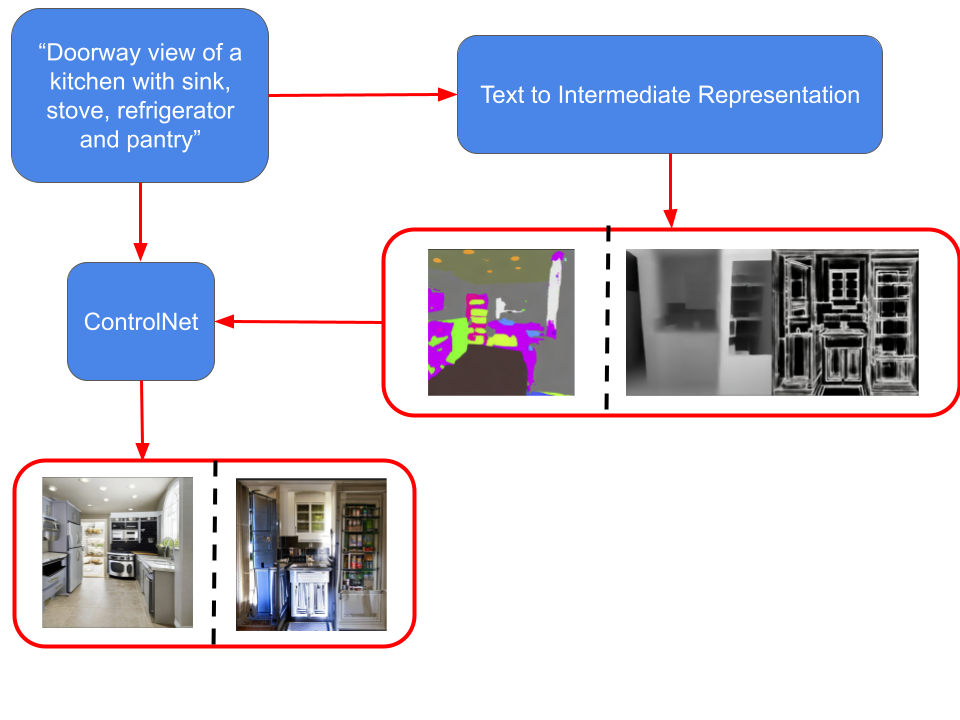 “Doorway view of a
kitchen with sink,
stove, refrigerator
and pantry”
Text to Intermediate Representation
ControlNet